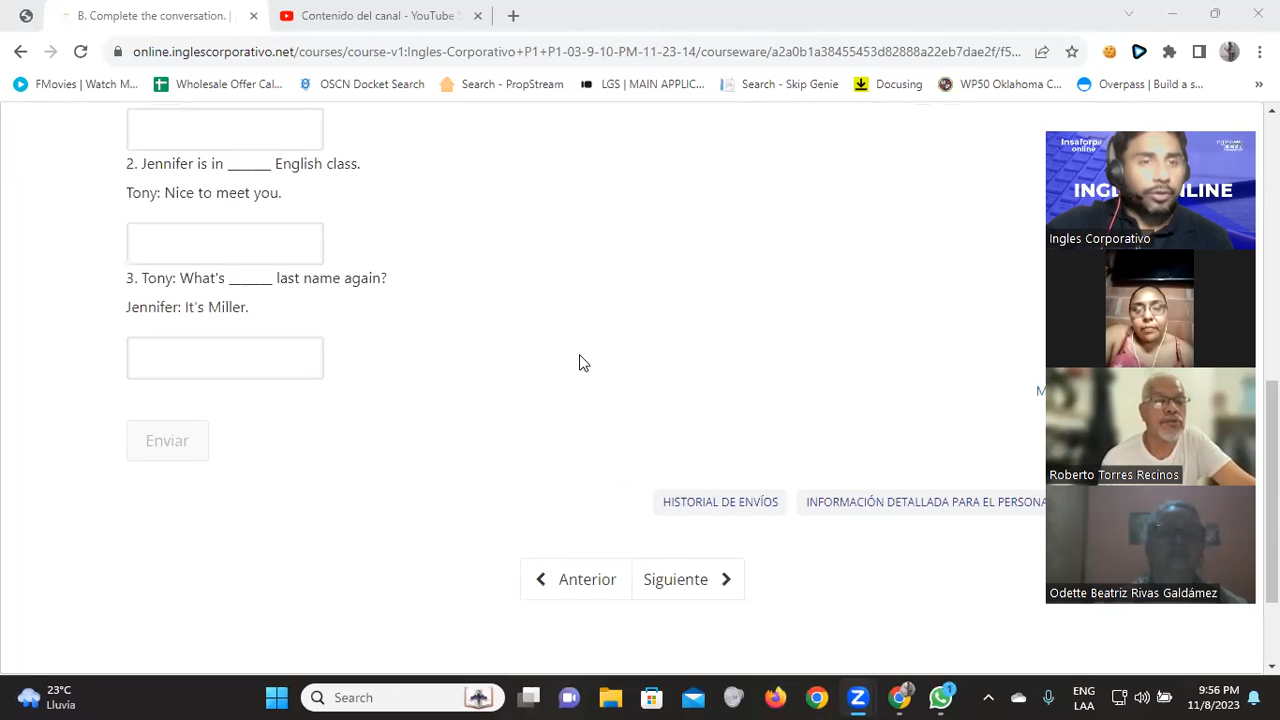 B. Complete the conversation. |
Contenido del canal - YouTube
online.inglescorporativo.net/courses/course-v1:Ingles-Corporativo+P1+P1-03-9-10-PM-11-23-14/courseware/a2a0b1a38455453d82888a22eb7dae2f/f5...
FMovies | Watch M...
Wholesale Offer Cal...
OSCN Docket Search
Search - PropStream
LGS | MAIN APPLIC...
Search - Skip Genie
Docusing
WP50 Oklahoma C...
Overpass | Build a s...
2. Jennifer is in ______ English class.
Tony: Nice to meet you.
3. Tony: What's ______ last name again?
Jennifer: It's Miller.
Enviar
HISTORIAL DE ENVÍOS
INFORMACIÓN DETALLADA PARA EL PERSONA
Anterior
Siguiente
Insaforp
online
Ingles Corporativo
Roberto Torres Recinos
Odette Beatriz Rivas Galdámez
23°C
Lluvia
Search
ENG
LAA
9:56 PM
11/8/2023